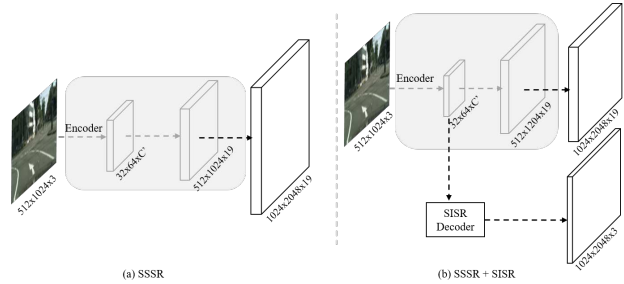 Encoder
512x1024x3
32x64xC'
512x1024x19
1024x2048x19
(a) SSSR
Encoder
512x1024x3
32x64xC'
512x1204x19
1024x2048x19
SISR
Decoder
1024x2048x3
(b) SSSR + SISR